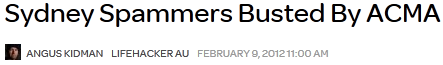 Sydney Spammers Busted By ACMA
ANGUS KIDMAN LIFEHACKER AU FEBRUARY 9, 2012 11:00 AM